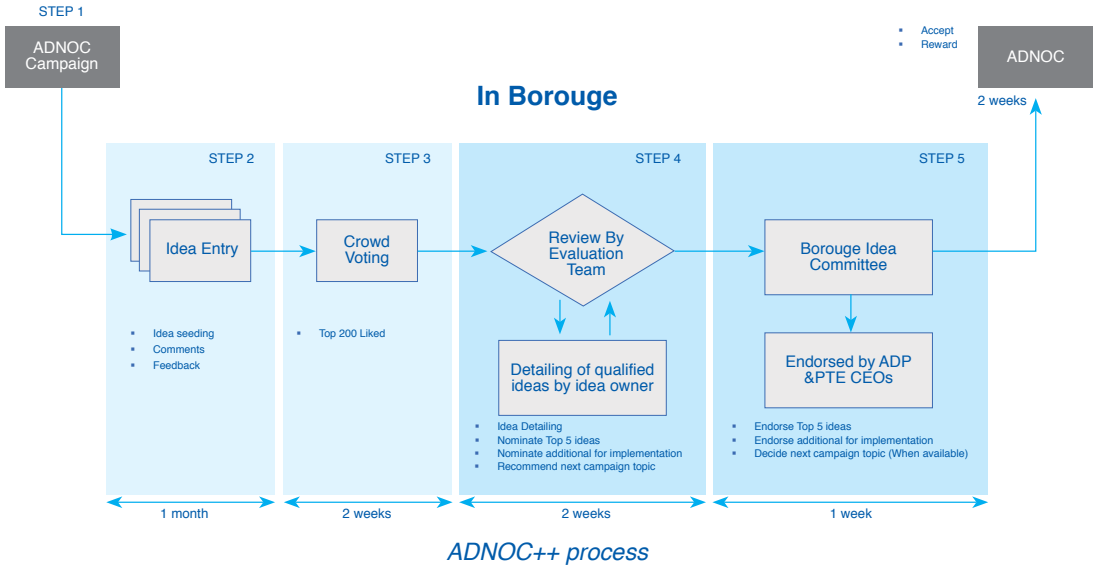 STEP 1
ADNOC
Campaign
Accept
Reward
ADNOC
2 weeks
In Borouge
STEP 2
Idea Entry
Idea seeding
Comments
Feedback
1 month
STEP 3
Crowd
Voting
Top 200 Liked
2 weeks
STEP 4
Review By
Evaluation
Team
Detailing of qualified
ideas by idea owner
Idea Detailing
Nominate Top 5 ideas
Nominate additional for implementation
Recommend next campaign topic
2 weeks
STEP 5
Borouge Idea
Committee
Endorsed by ADP
&PTE CEOs
Endorse Top 5 ideas
Endorse additional for implementation
Decide next campaign topic (When available)
1 week
ADNOC++ process